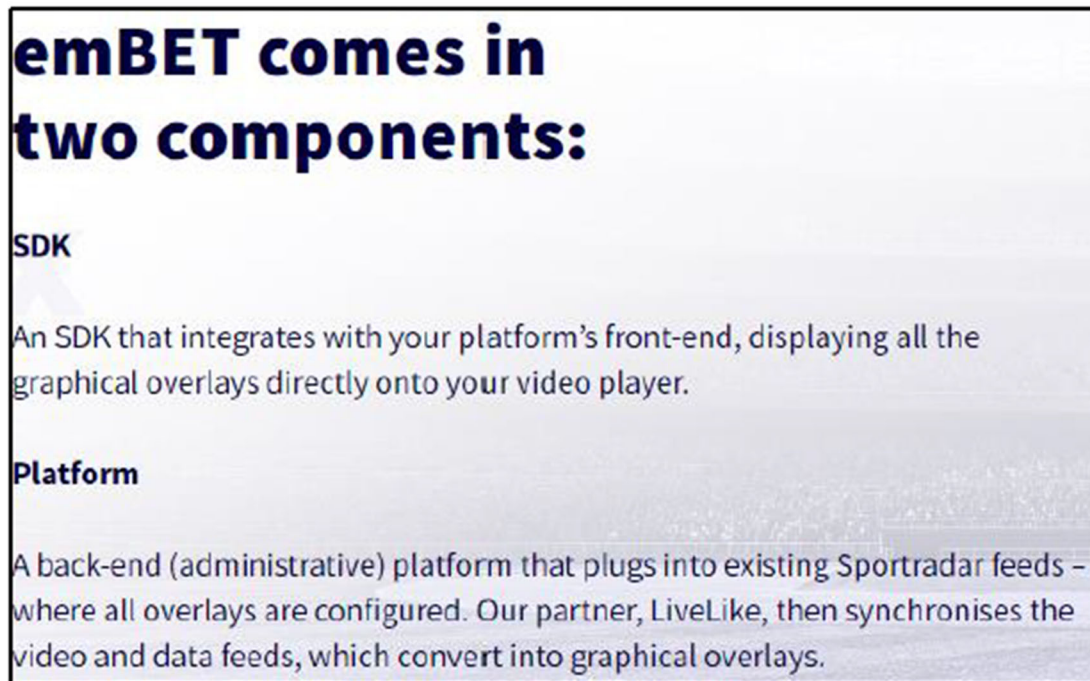 emBET comes in
two components:
SDK
An SDK that integrates with your platform’s front-end, displaying all the
graphical overlays directly onto your video player.
Platform
A back-end (administrative) platform that plugs into existing Sportradar feeds –
where all overlays are configured. Our partner, LiveLike, then synchronises the
video and data feeds, which convert into graphical overlays.